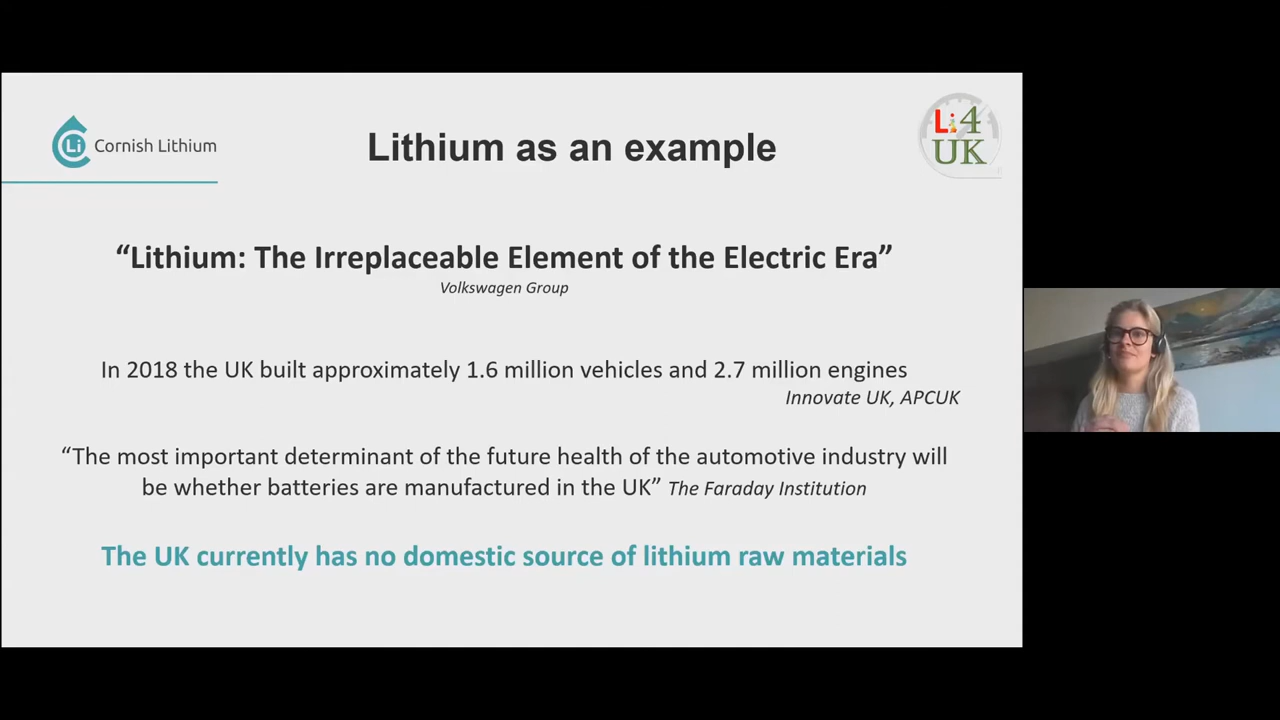 Li
Cornish Lithium
Lithium as an example
Li4
UK
“Lithium: The Irreplaceable Element of the Electric Era”
Volkswagen Group
In 2018 the UK built approximately 1.6 million vehicles and 2.7 million engines
Innovate UK, APCUK
“The most important determinant of the future health of the automotive industry will
be whether batteries are manufactured in the UK” The Faraday Institution
The UK currently has no domestic source of lithium raw materials